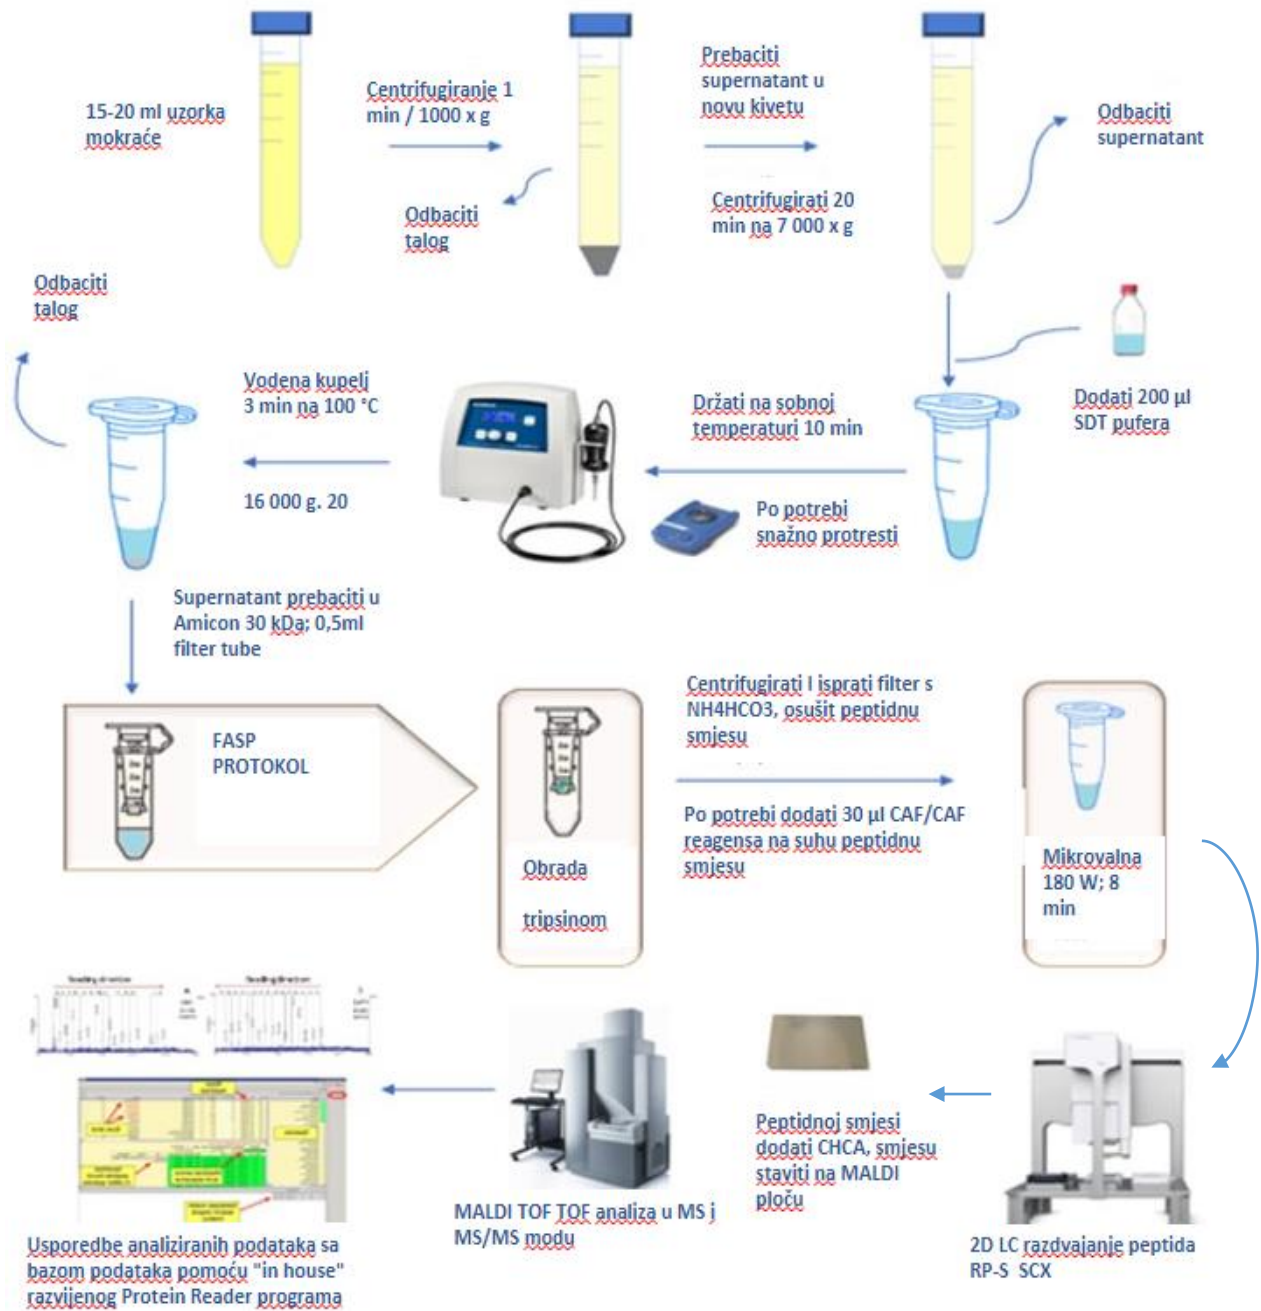 15-20 ml uzorka
mokraće
Centrifugiranje 1
min / 1000 x g
Odbaciti
talog
Prebaciti
supernatant u
novu kivetu
Centrifugirati 20
min na 7 000 x g
Odbaciti
supernatant
Dodati 200 µl
SDT pufera
Držati na sobnoj
temperaturi 10 min
Po potrebi
snažno protresti
Vodena kupelj
3 min na 100 °C
16 000 g. 20
Odbaciti
talog
Supernatant prebaciti u
Amicon 30 kDa; 0,5ml
filter tube
FASP
PROTOKOL
Obrada
tripsinom
Centrifugirati I isprati filter s
NH4HCO3, osušit peptidnu
smjesu
Po potrebi dodati 30 µl CAF/CAF
reagensa na suhu peptidnu
smjesu
Mikrovalna
180 W; 8
min
2D LC razdvajanje peptida
RP-S SCX
Peptidnoj smjesi
dodati CHCA, smjesu
staviti na MALDI
ploču
MALDI TOF TOF analiza u MS j
MS/MS modu
Reading direction
Reading direction
Usporedbe analiziranih podataka sa
bazom podataka pomoću "in house"
razvijenog Protein Reader programa